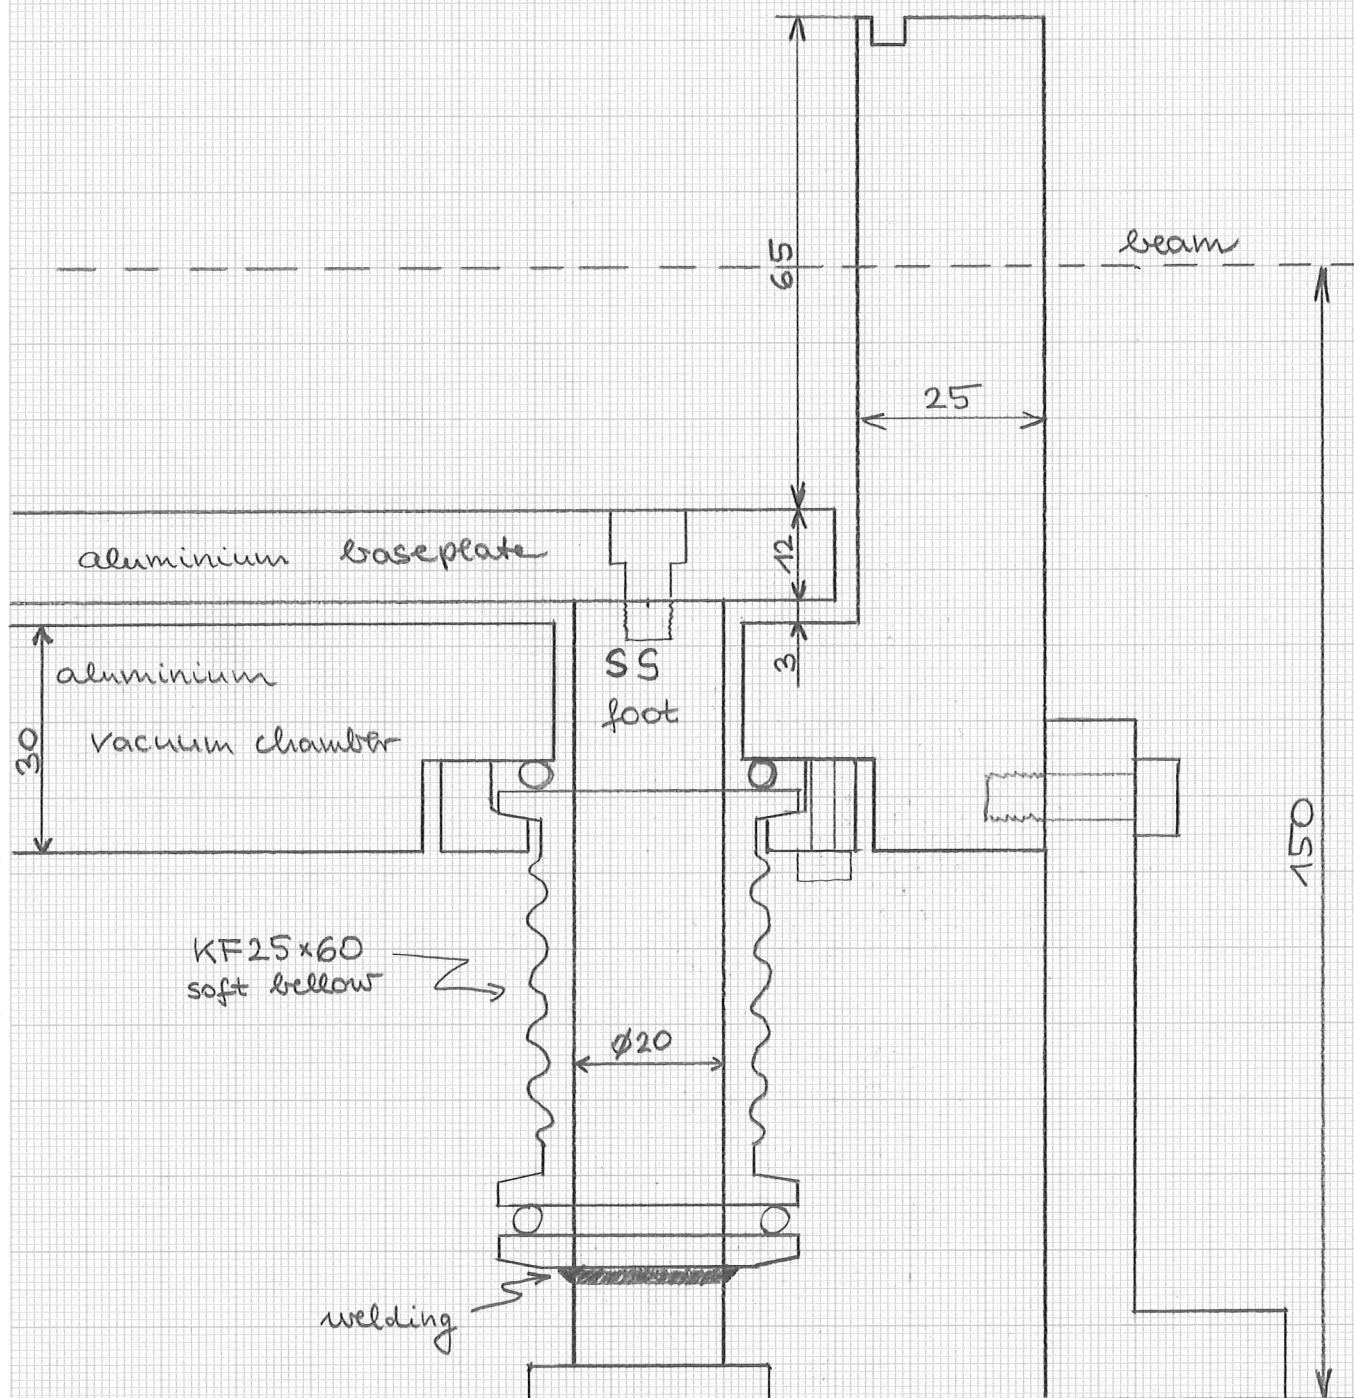 beam
65
25
12
aluminium baseplate
3
SS
foot
aluminium
vacuum chamber
30
150
KF25×60
soft bellow
ø20
welding